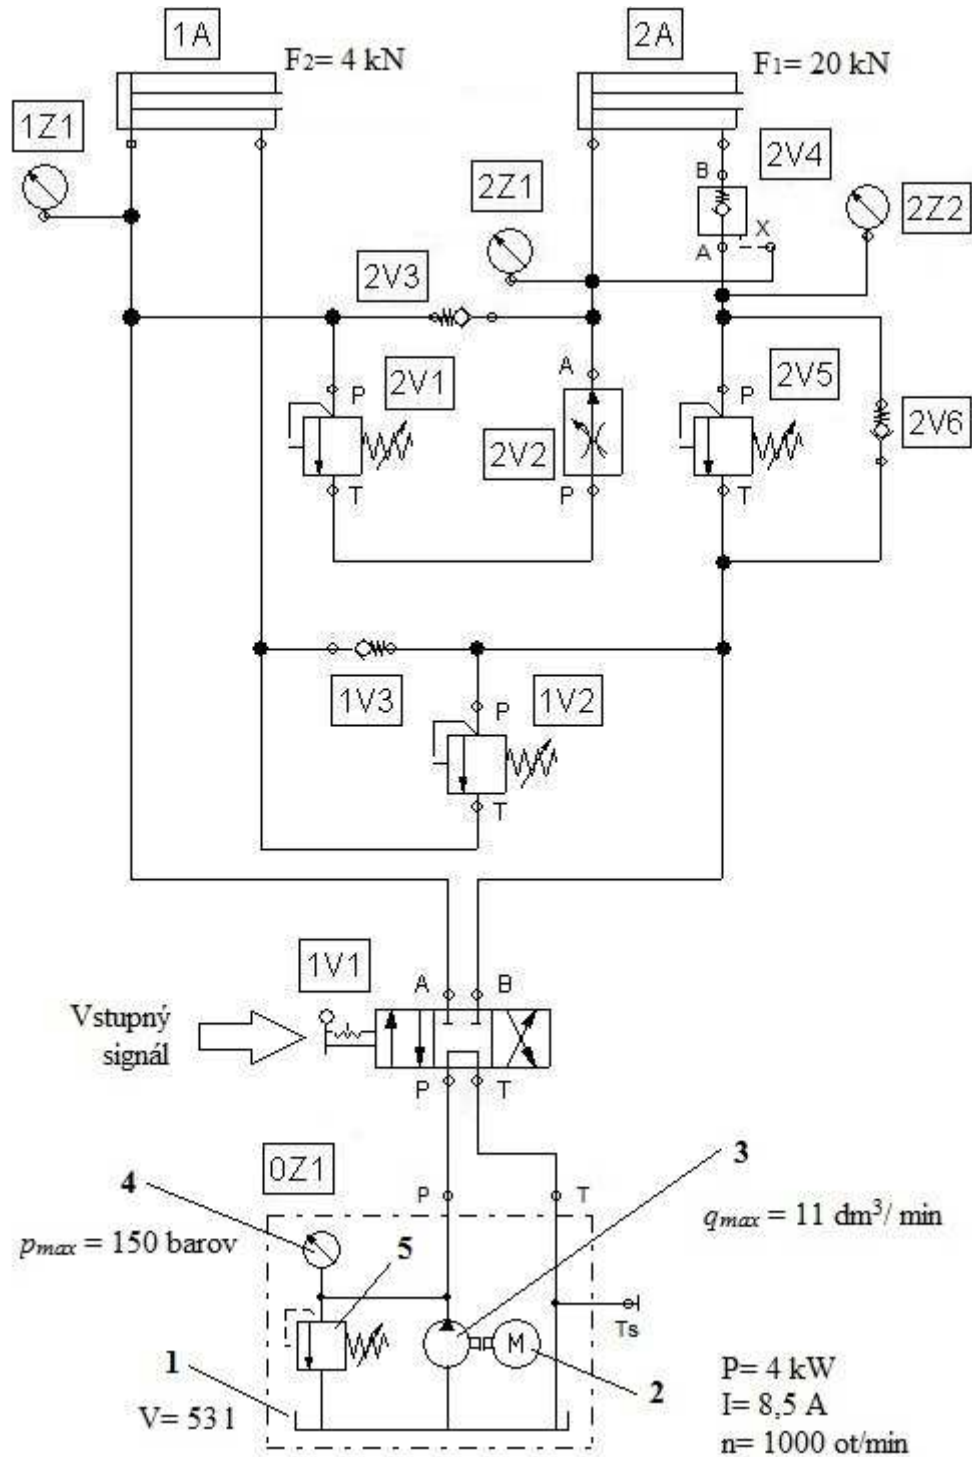 1A
F2= 4 kN
2A
F1= 20 kN
1Z1
2Z1
B
2V4
2Z2
X
A
2V3
2V1
P
T
A
2V2
P
P
2V5
T
2V6
1V3
P
1V2
T
1V1
A
B
Vstupný
signál
P
T
0Z1
4
3
P
T
qmax = 11 dm³/ min
pmax = 150 barov
5
M
Ts
1
2
V= 53 l
P= 4 kW
I= 8,5 A
n= 1000 ot/min